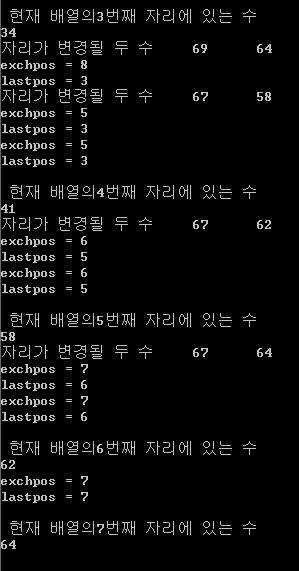 현재 배열의3번째 자리에 있는 수
34
자리가 변경될 두 수 69 64
exchpos = 8
lastpos = 3
자리가 변경될 두 수 67 58
exchpos = 5
lastpos = 3
exchpos = 5
lastpos = 3
현재 배열의4번째 자리에 있는 수
41
자리가 변경될 두 수 67 62
exchpos = 6
lastpos = 5
exchpos = 6
lastpos = 5
현재 배열의5번째 자리에 있는 수
58
자리가 변경될 두 수 67 64
exchpos = 7
lastpos = 6
exchpos = 7
lastpos = 6
현재 배열의6번째 자리에 있는 수
62
exchpos = 7
lastpos = 7
현재 배열의7번째 자리에 있는 수
64